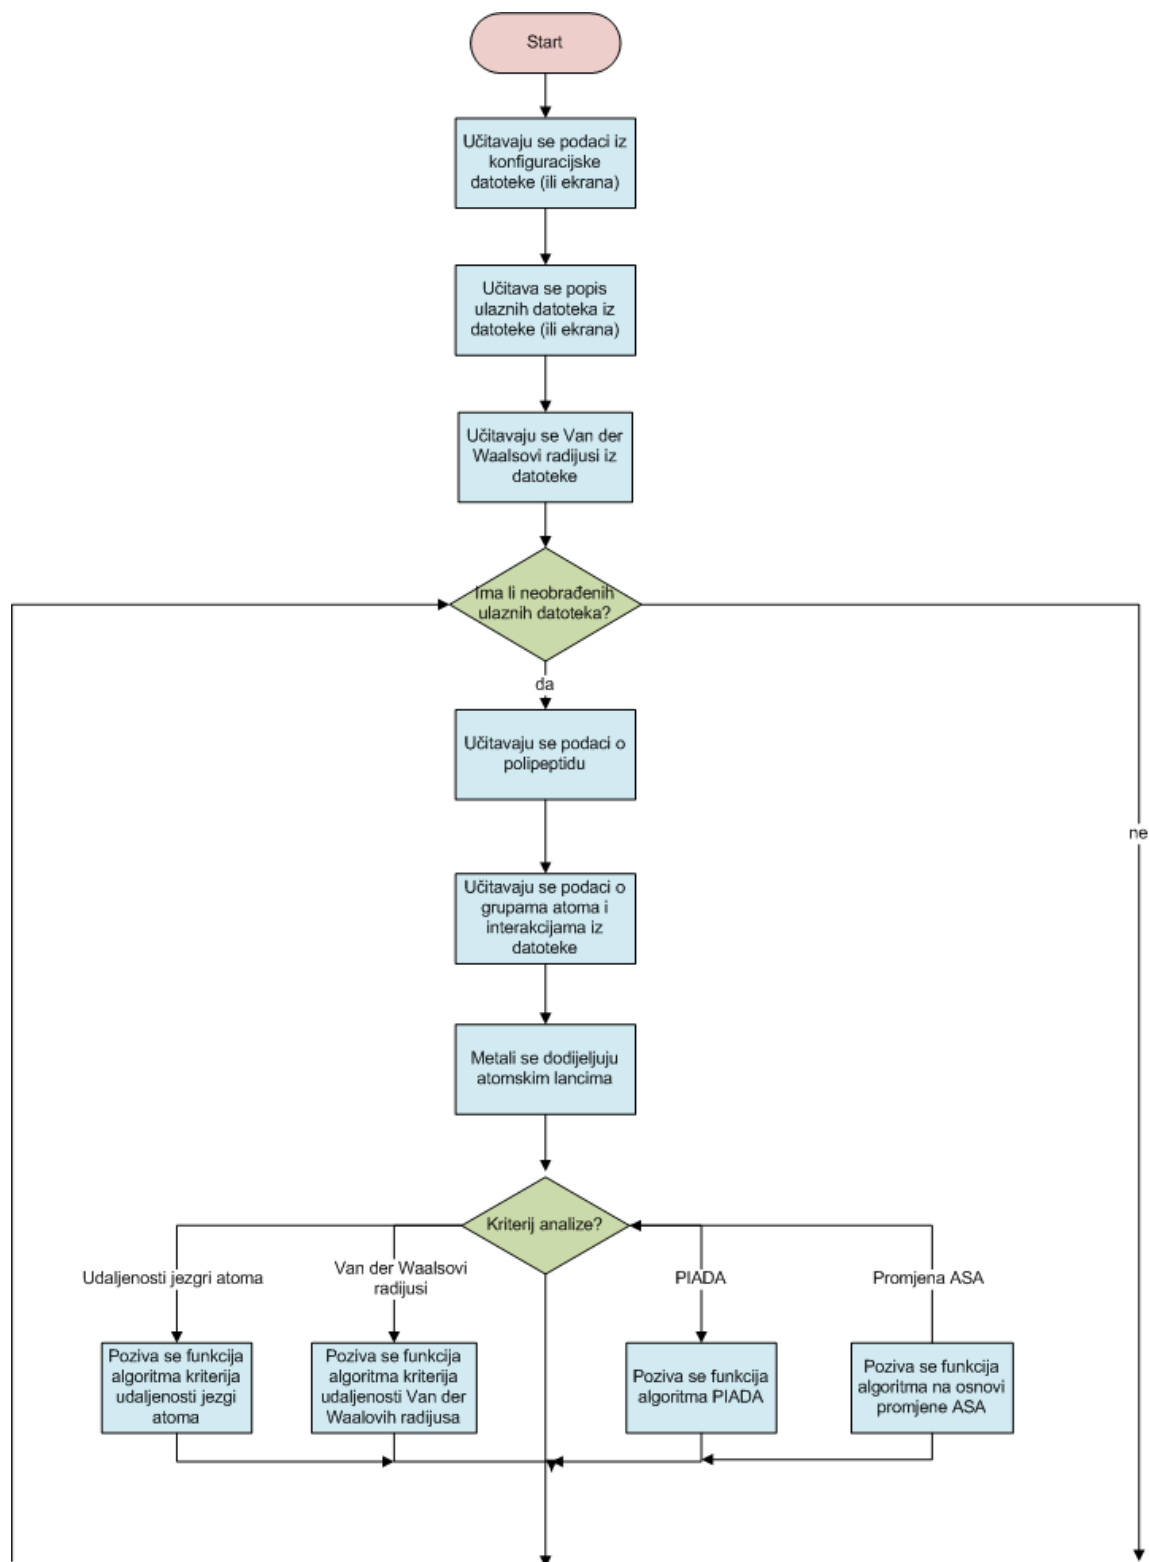 Start
Učitavaju se podaci iz
konfiguracijske
datoteke (ili ekrana)
Učitava se popis
ulaznih datoteka iz
datoteke (ili ekrana)
Učitavaju se Van der
Waalsovi radijusi iz
datoteke
Ima li neobrađenih
ulaznih datoteka?
da
Učitavaju se podaci o
polipeptidu
ne
Učitavaju se podaci o
grupama atoma i
interakcijama iz
datoteke
Metali se dodijeljuju
atomskim lancima
Kriterij analize?
Udaljenosti jezgri atoma
Van der Waalsovi
radijusi
PIADA
Promjena ASA
Poziva se funkcija
algoritma kriterija
udaljenosti jezgi
atoma
Poziva se funkcija
algoritma kriterija
udaljenosti Van der
Waalovih radijusa
Poziva se funkcija
algoritma PIADA
Poziva se funkcija
algoritma na osnovi
promjene ASA